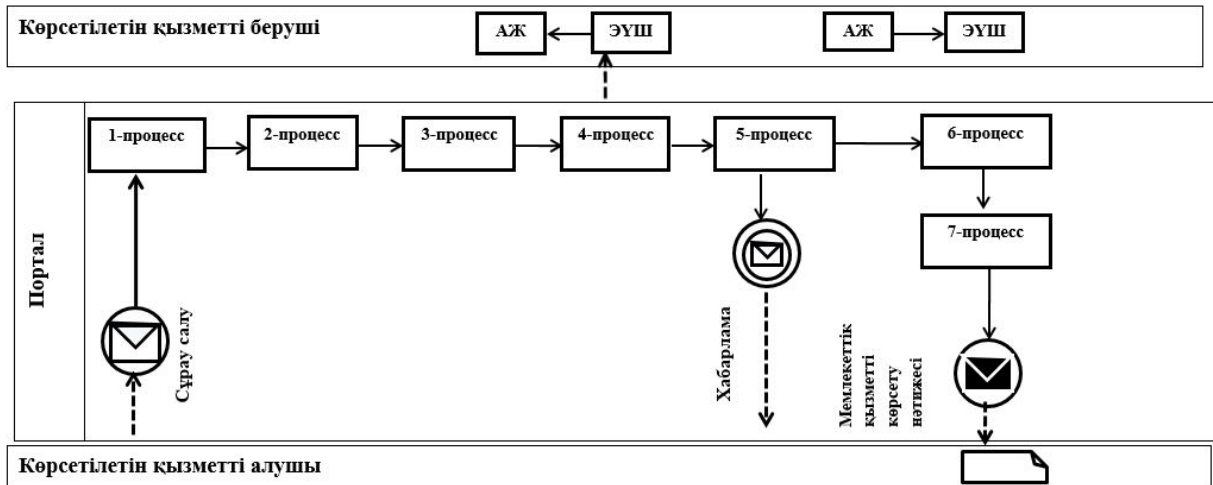 Көрсетілетін қызметті беруші
АЖ
ЭҮШ
АЖ
ЭҮШ
Портал
1-процесс
2-процесс
3-процесс
4-процесс
5-процесс
6-процесс
7-процесс
Сұрау салу
Хабарлама
Мемлекеттік
қызметті
көрсету
нәтижесі
Көрсетілетін қызметті алушы